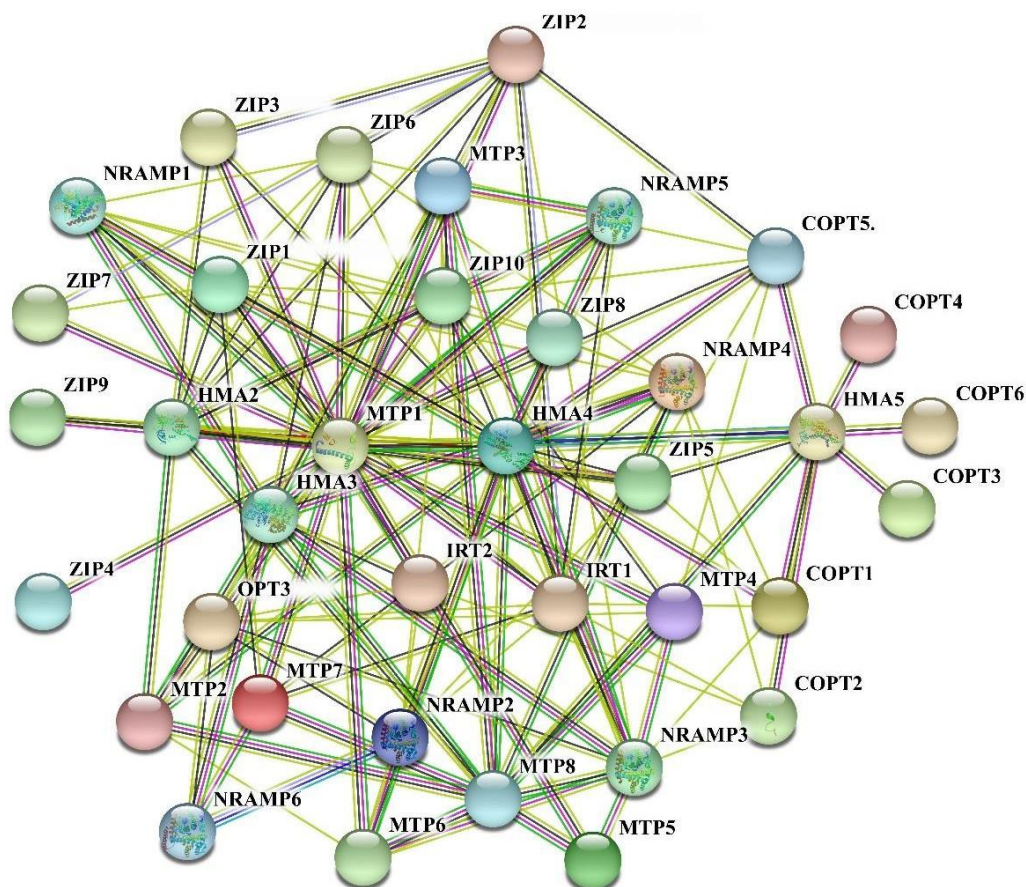 ZIP2
ZIP3
ZIP6
MTP3
NRAMP1
NRAMP5
COPT5.
ZIP1
ZIP10
ZIP7
ZIP8
COPT4
NRAMP4
ZIP9
HMA2
MTP1
HMA4
HMA5
COPT6
ZIP5
HMA3
COPT3
IRT2
IRT1
ZIP4
OPT3
MTP4
COPT1
MTP7
MTP2
NRAMP2
COPT2
NRAMP3
MTP8
NRAMP6
MTP6
MTP5